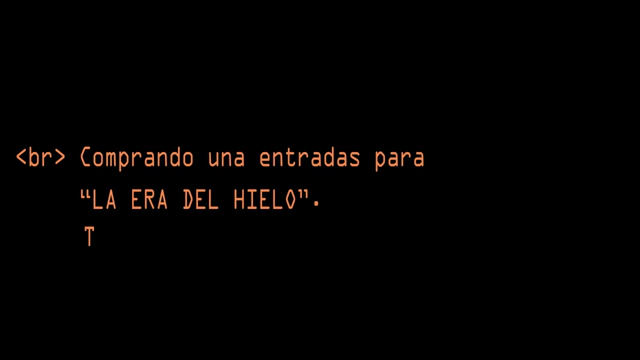 <br> Comprando una entradas para
“LA ERA DEL HIELO”.
T